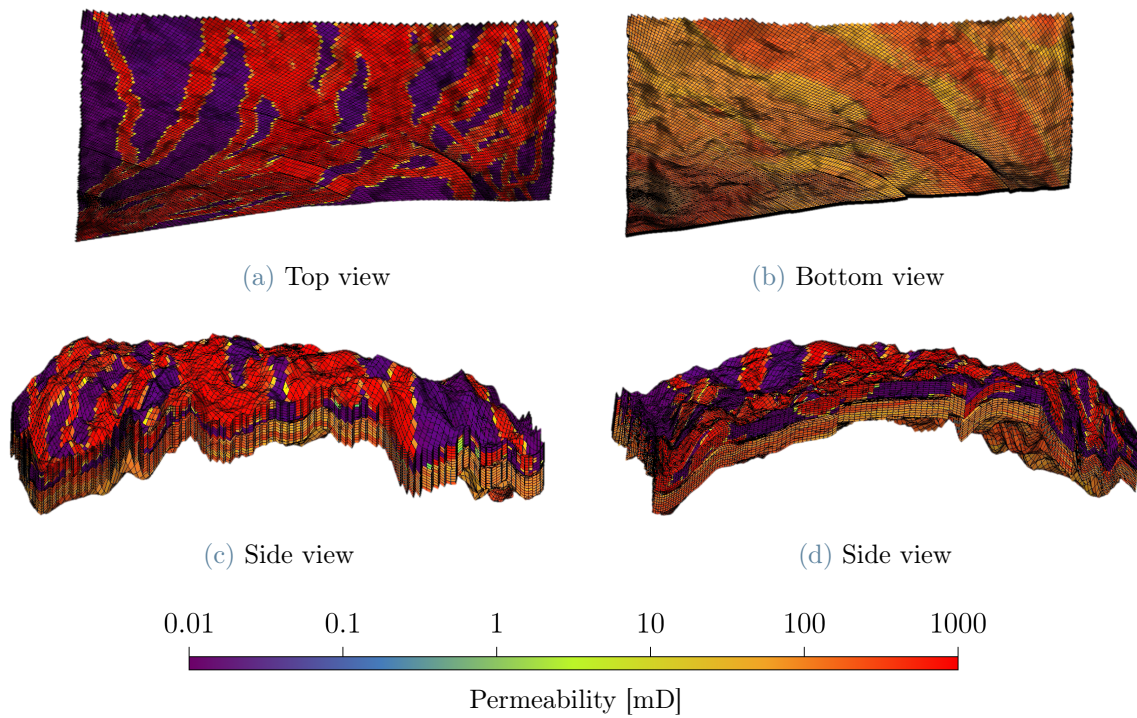 (a) Top view
(b) Bottom view
(c) Side view
(d) Side view
0.01 0.1 1 10 100 1000
Permeability [mD]